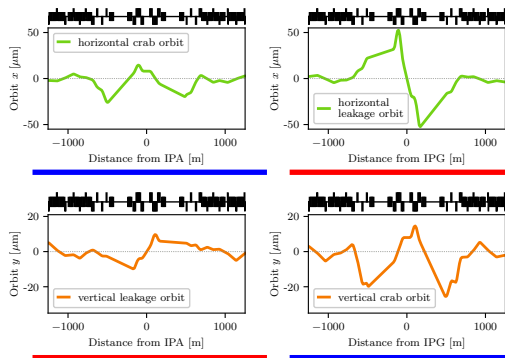 50
0
-50
Orbit x [μm]
horizontal crab orbit
−1000
0
1000
Distance from IPA [m]
50
0
-50
Orbit x [μm]
horizontal
leakage orbit
−1000
0
1000
Distance from IPG [m]
20
0
-20
Orbit y [μm]
vertical leakage orbit
−1000
0
1000
Distance from IPA [m]
20
0
-20
Orbit y [μm]
vertical crab orbit
−1000
0
1000
Distance from IPG [m]